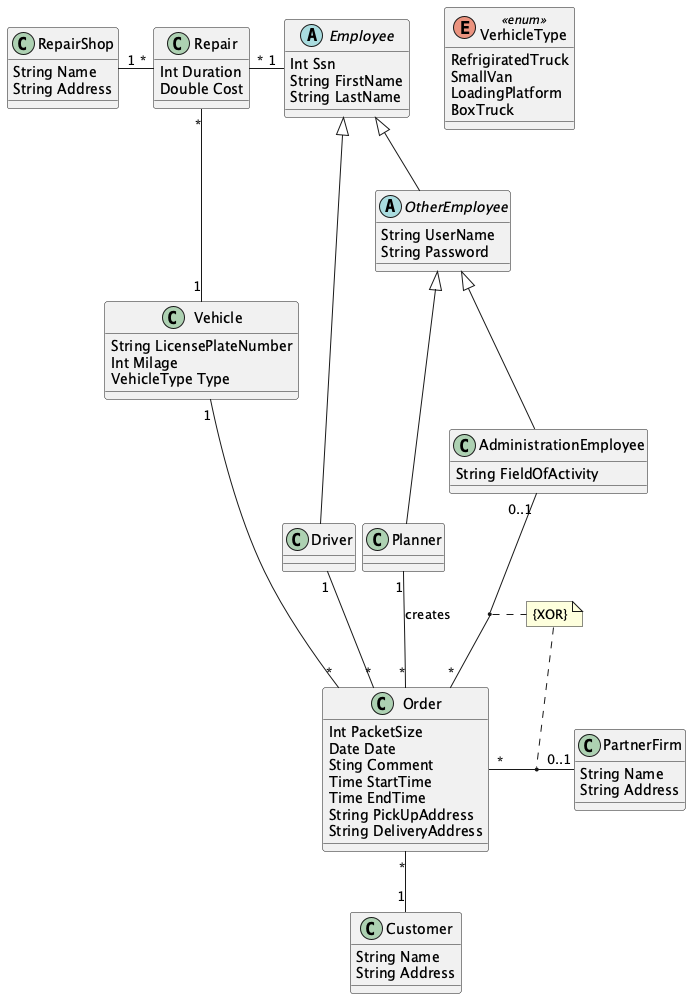 C RepairShop
String Name
String Address
1 *
C Repair
Int Duration
Double Cost
* 1
A Employee
Int Ssn
String FirstName
String LastName
«enum»
E VerhicleType
RefrigiratedTruck
SmallVan
LoadingPlatform
BoxTruck
*
1
A OtherEmployee
String UserName
String Password
C Vehicle
String LicensePlateNumber
Int Milage
VehicleType Type
1
C AdministrationEmployee
String FieldOfActivity
0..1
C Driver
1
C Planner
1
creates
{XOR}
*
*
*
*
C Order
Int PacketSize
Date Date
Sting Comment
Time StartTime
Time EndTime
String PickUpAddress
String DeliveryAddress
* 0..1
C PartnerFirm
String Name
String Address
*
1
C Customer
String Name
String Address